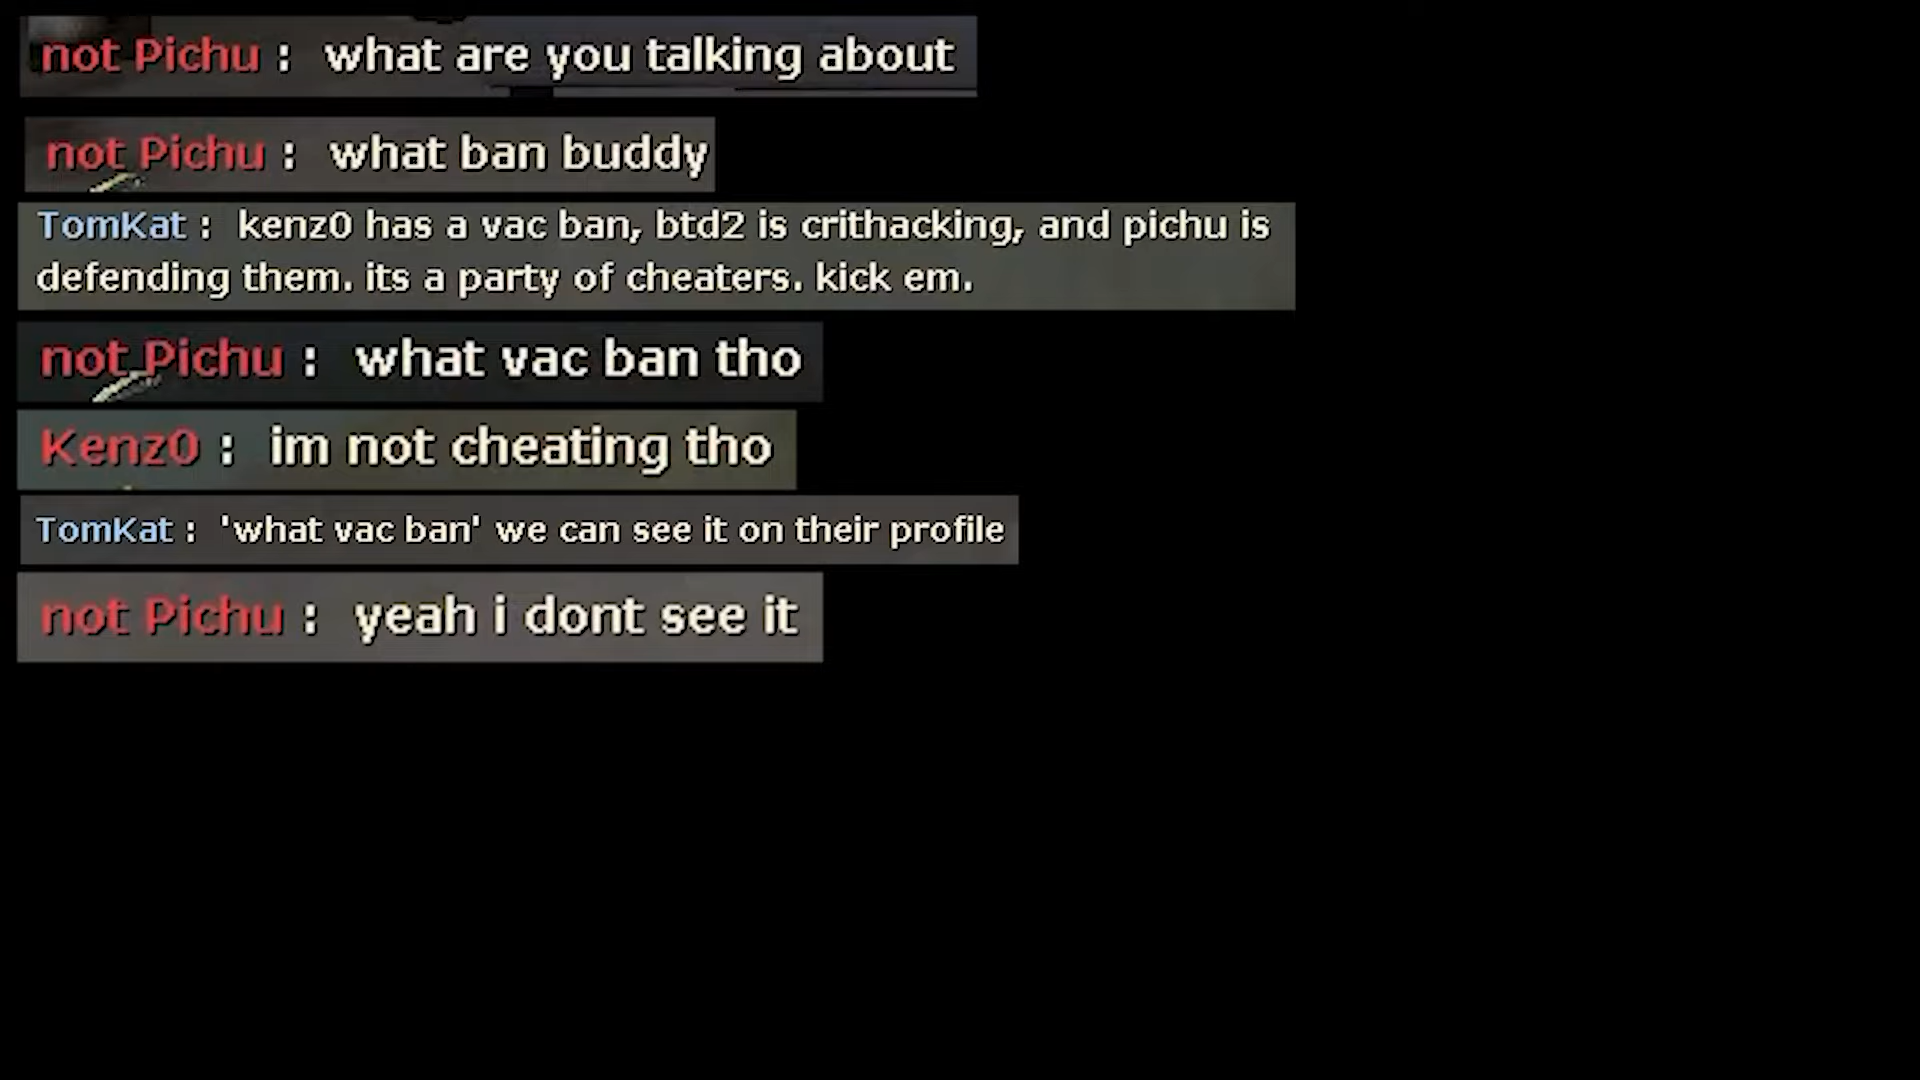 not Pichu : what are you talking about
not Pichu : what ban buddy
TomKat : kenz0 has a vac ban, btd2 is crithacking, and pichu is
defending them. its a party of cheaters. kick em.
not Pichu : what vac ban tho
Kenz0 : im not cheating tho
TomKat : 'what vac ban' we can see it on their profile
not Pichu : yeah i dont see it